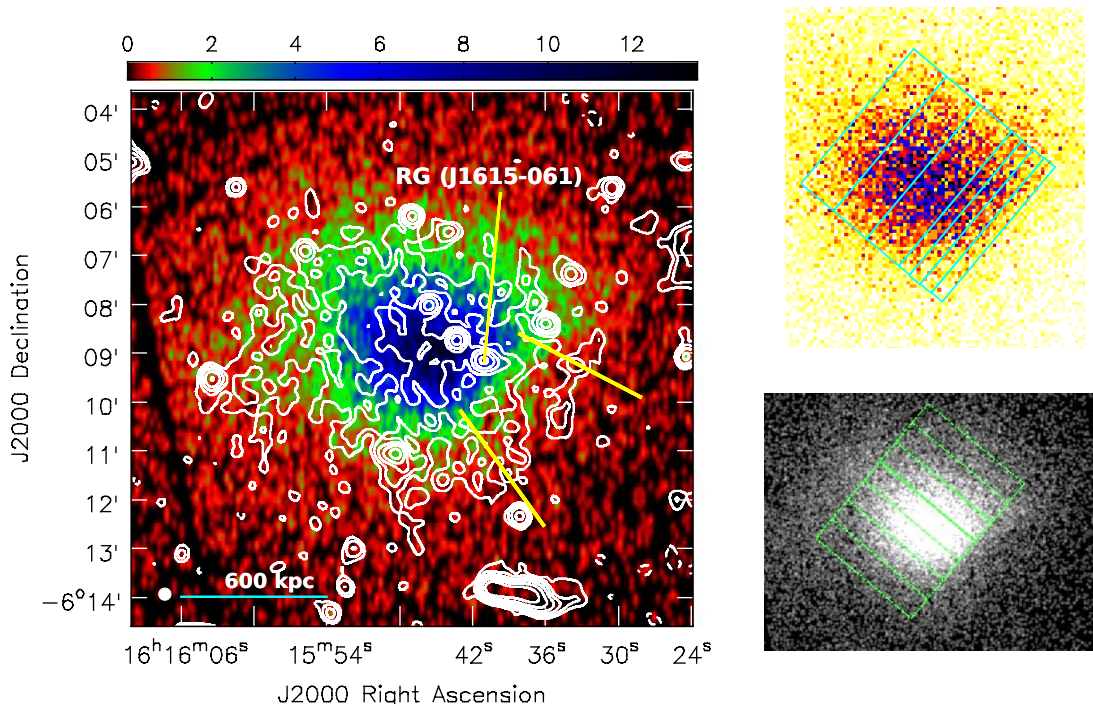 0 2 4 6 8 10 12
04'
05'
RG (J1615-061)
06'
07'
08'
09'
10'
11'
12'
13'
600 kpc
−6°14'
16ʰ16ᵐ06ˢ 15ᵐ54ˢ 42ˢ 36ˢ 30ˢ 24ˢ
J2000 Declination
J2000 Right Ascension